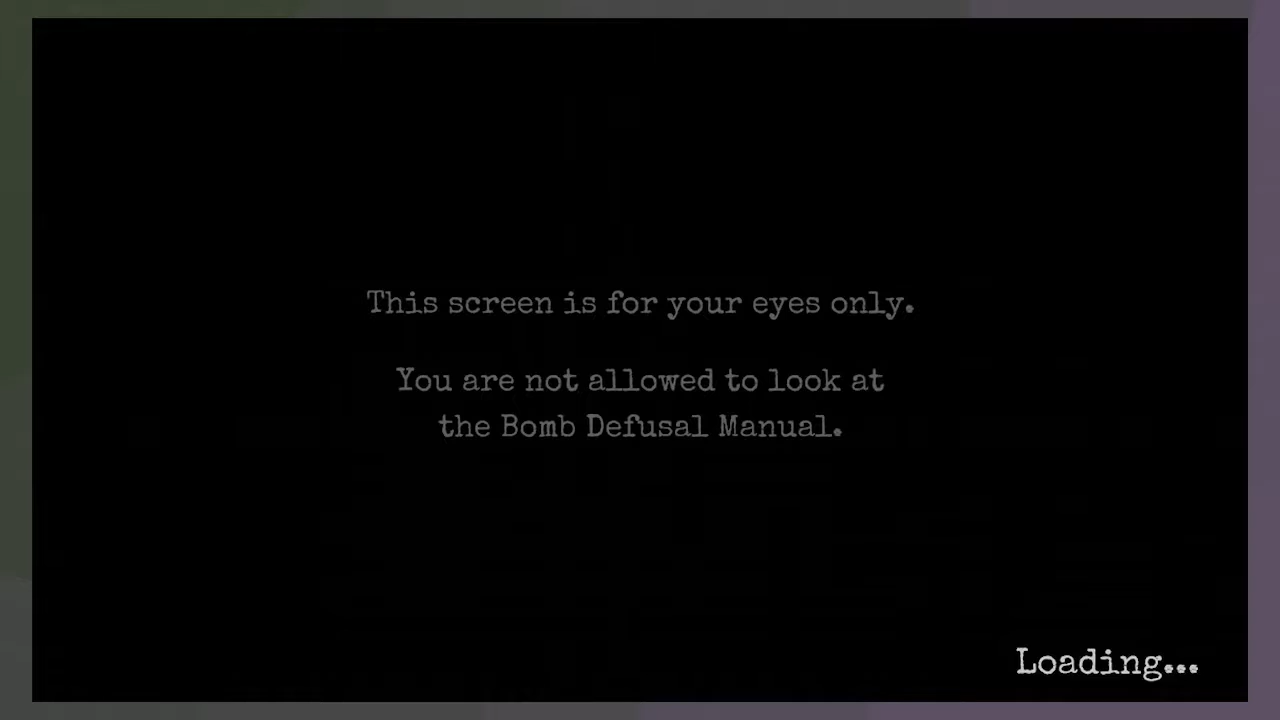 This screen is for your eyes only.
You are not allowed to look at
the Bomb Defusal Manual.
Loading...